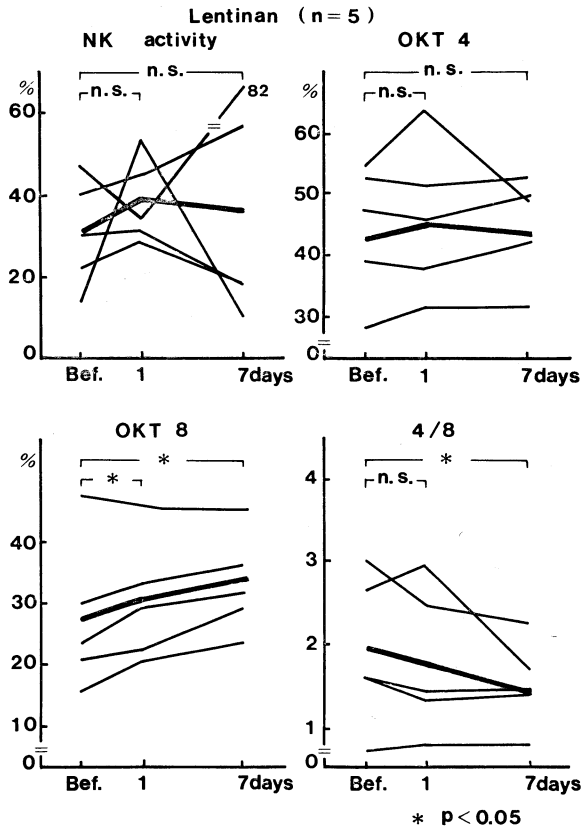 Lentinan (n=5)
NK activity
OKT 4
%
n.s.
n.s.
82
60
40
20
0
Bef. 1 7days
%
n.s.
n.s.
60
50
40
30
0
Bef. 1 7days
OKT 8
4/8
%
*
*
40
30
20
10
0
Bef. 1 7days
*
n.s.
4
3
2
1
0
Bef. 1 7days
* p<0.05